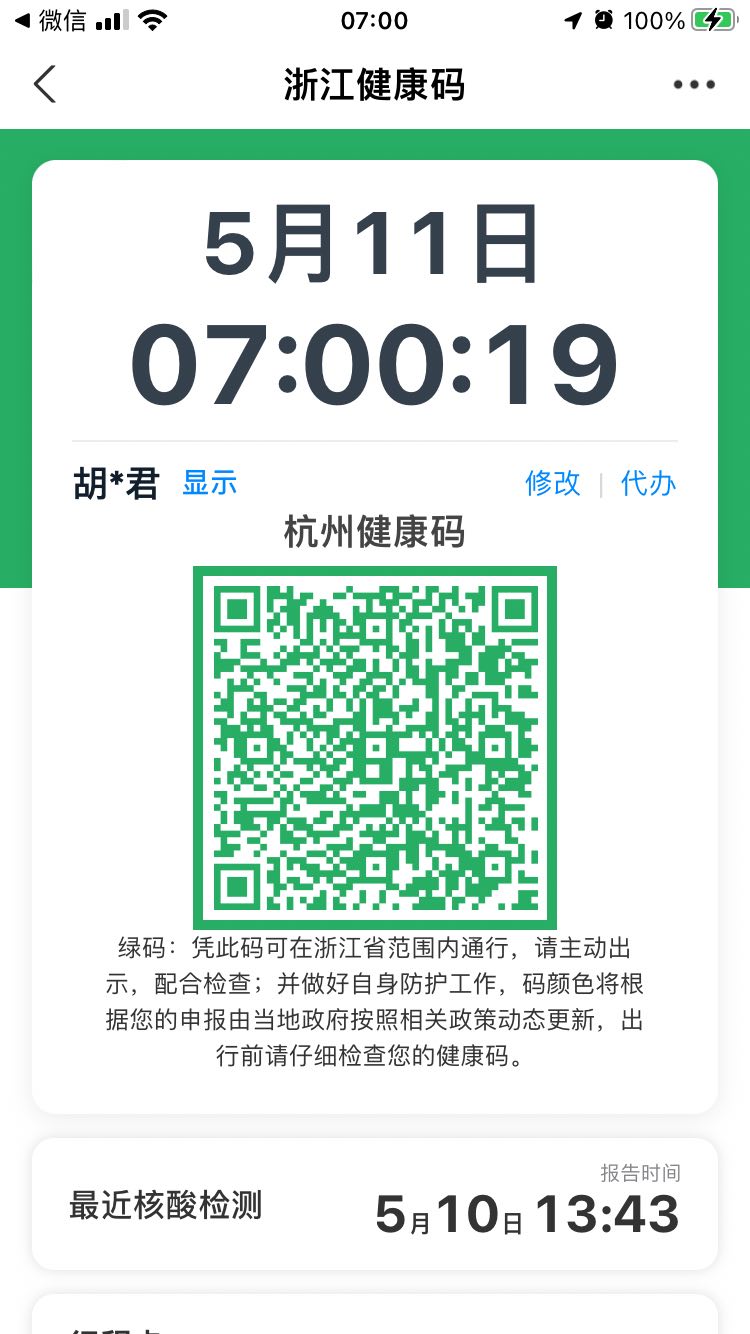 微信 07:00 100%
浙江健康码
5月11日
07:00:19
胡*君 显示 修改 | 代办
杭州健康码
绿码：凭此码可在浙江省范围内通行，请主动出
示，配合检查；并做好自身防护工作，码颜色将根
据您的申报由当地政府按照相关政策动态更新，出
行前请仔细检查您的健康码。
报告时间
最近核酸检测 5月10日 13:43